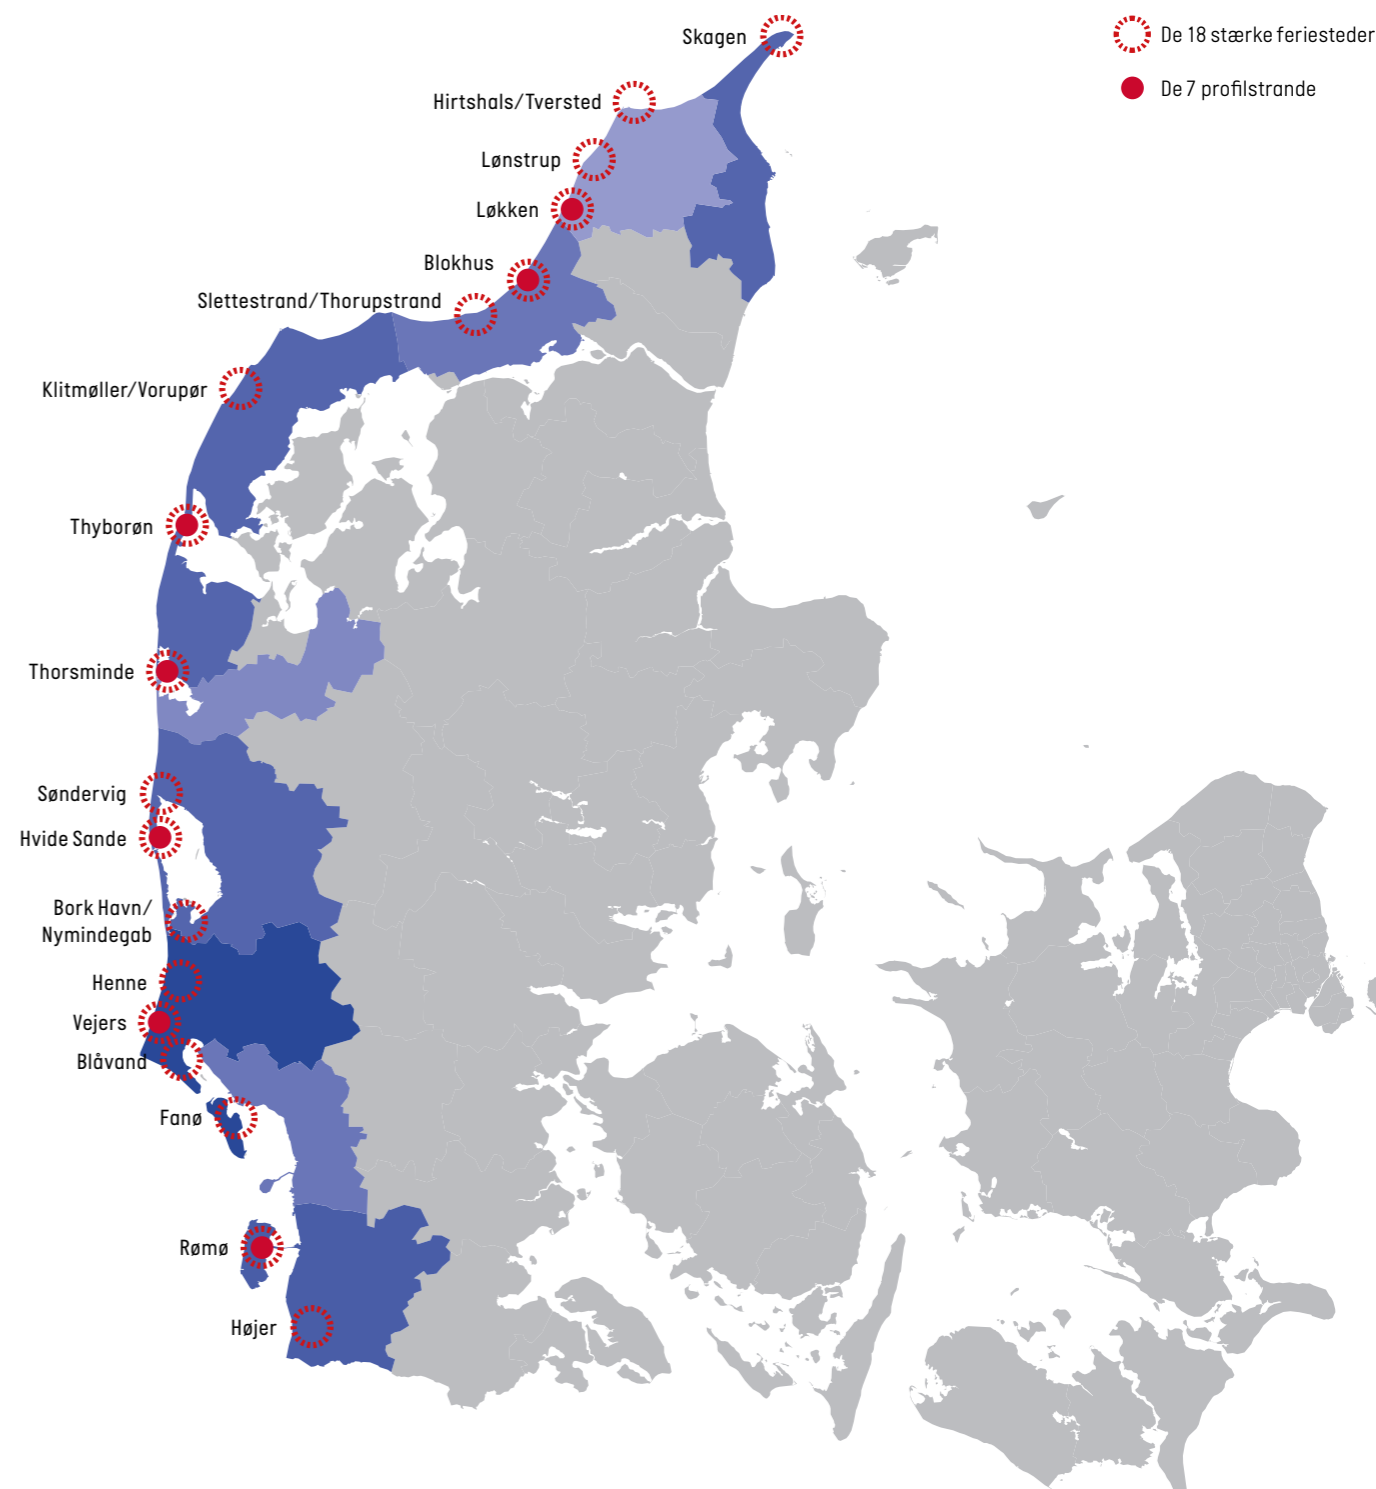 Skagen
De 18 stærke feriesteder
De 7 profilstrande
Hirtshals/Tversted
Lønstrup
Løkken
Blokhus
Slettestrand/Thorupstrand
Klitmøller/Vorupør
Thyborøn
Thorsminde
Søndervig
Hvide Sande
Bork Havn/
Nymindegab
Henne
Vejers
Blåvand
Fanø
Rømø
Højer